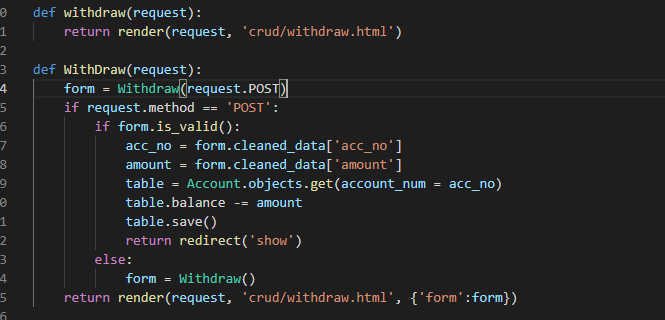 0 def withdraw(request):
1     return render(request, 'crud/withdraw.html')
3 def WithDraw(request):
4     form = Withdraw(request.POST)
5     if request.method == 'POST':
6         if form.is_valid():
7             acc_no = form.cleaned_data['acc_no']
8             amount = form.cleaned_data['amount']
9             table = Account.objects.get(account_num = acc_no)
0             table.balance -= amount
1             table.save()
2             return redirect('show')
3         else:
4             form = Withdraw()
5     return render(request, 'crud/withdraw.html', {'form':form})
6